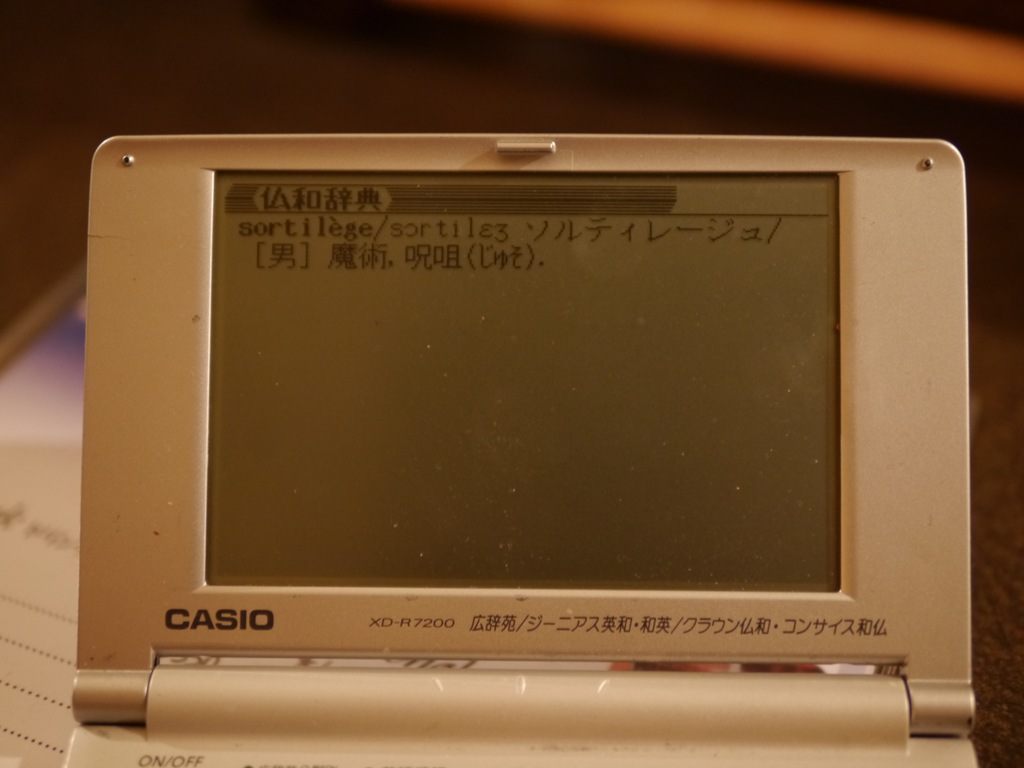 仏和辞典
sortilège/sɔrtilɛʒ ソルティレージュ/
[男] 魔術, 呪咀(じゅそ).
CASIO
XD-R7200 広辞苑/ジーニアス英和・和英/クラウン仏和・コンサイス和仏
ON/OFF